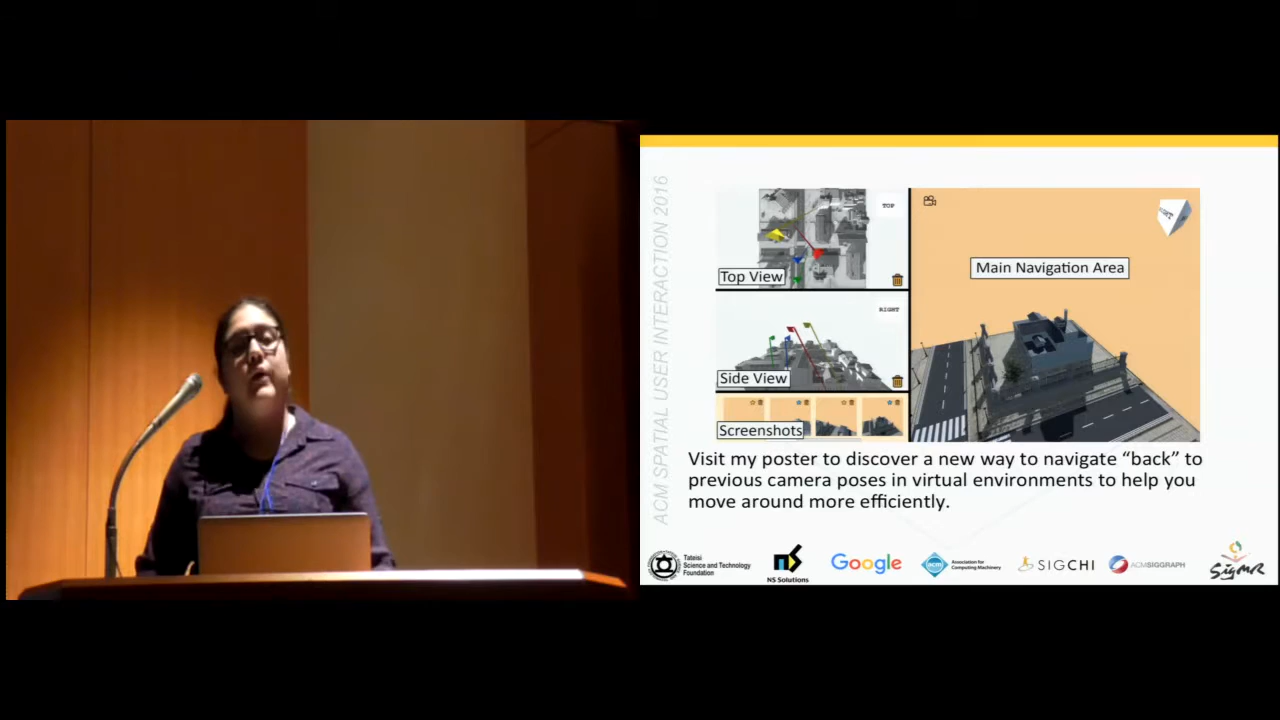 ACM SPATIAL USER INTERACTION 2016
TOP
Top View
RIGHT
Side View
Screenshots
Main Navigation Area
Visit my poster to discover a new way to navigate “back” to
previous camera poses in virtual environments to help you
move around more efficiently.
Tateisi
Science and Technology
Foundation
NS Solutions
Google
acm
Association for
Computing Machinery
SIGCHI
ACMSIGGRAPH
SigMR